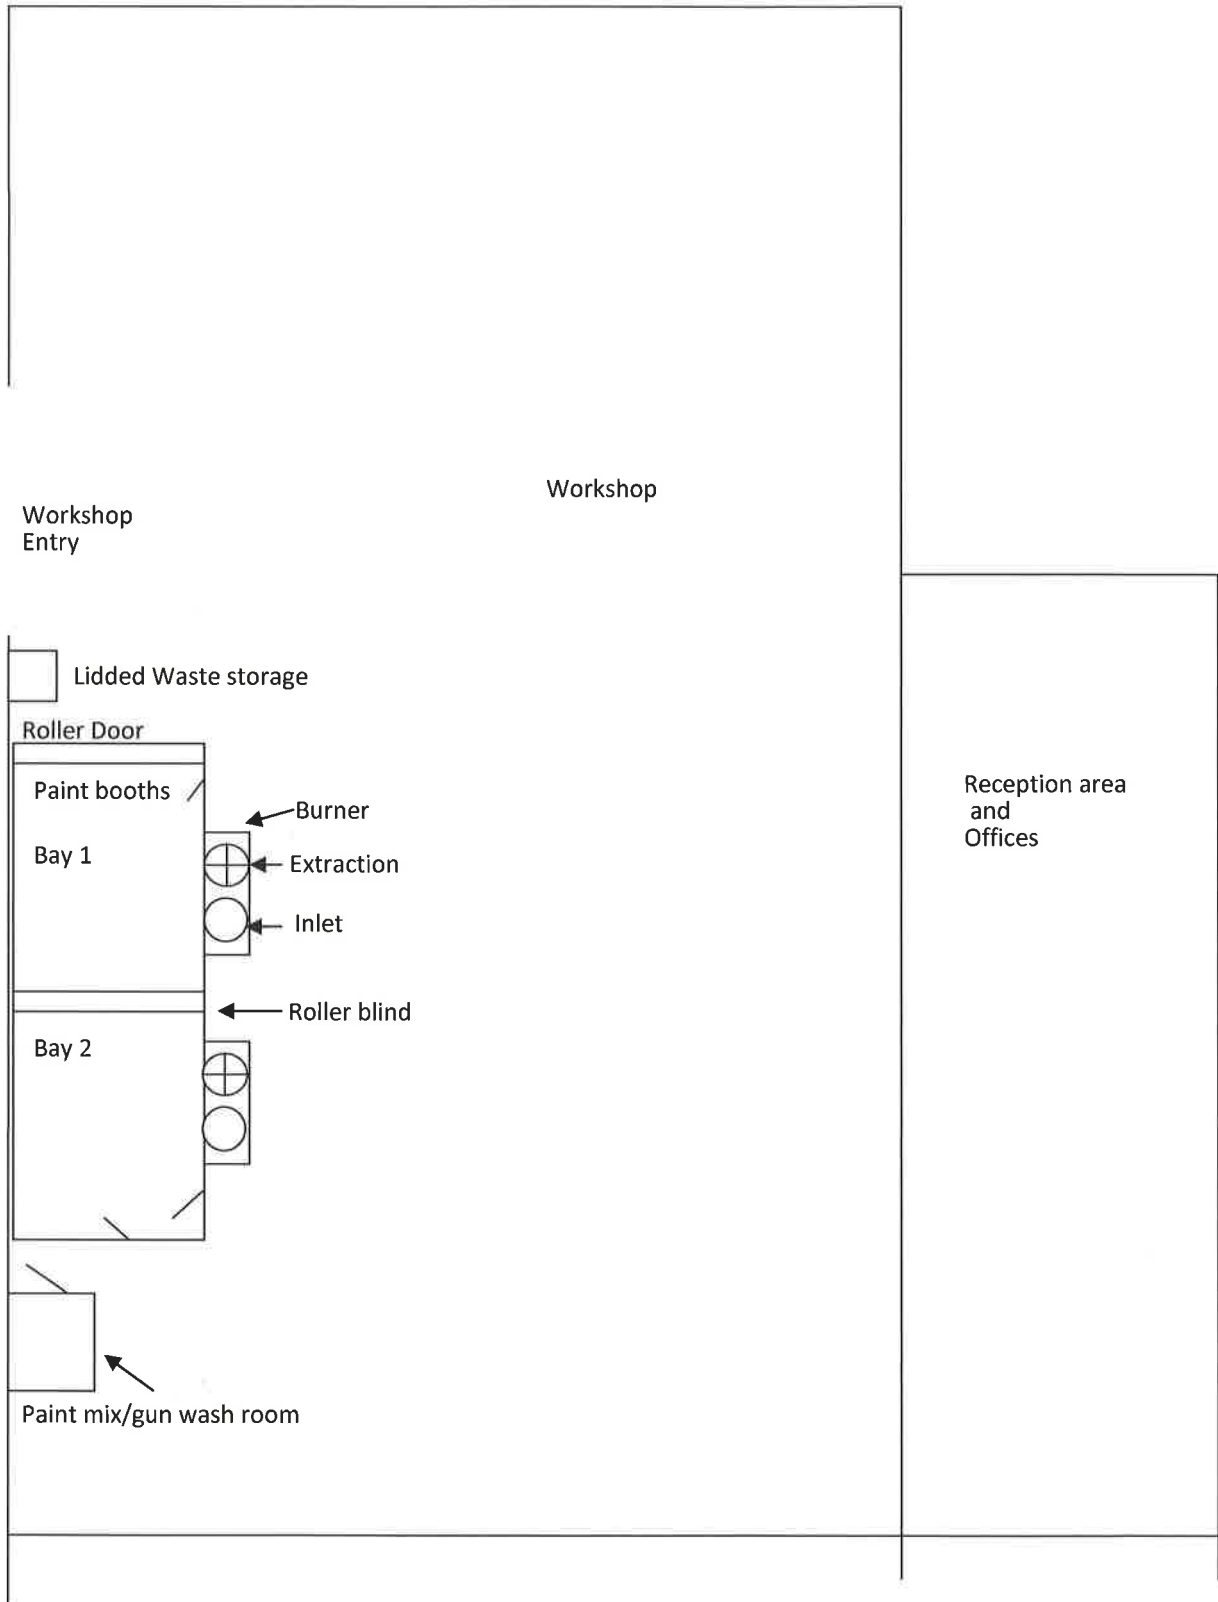 Workshop
Workshop
Entry
Lidded Waste storage
Roller Door
Paint booths
Burner
Bay 1
Extraction
Inlet
Roller blind
Bay 2
Reception area
and
Offices
Paint mix/gun wash room